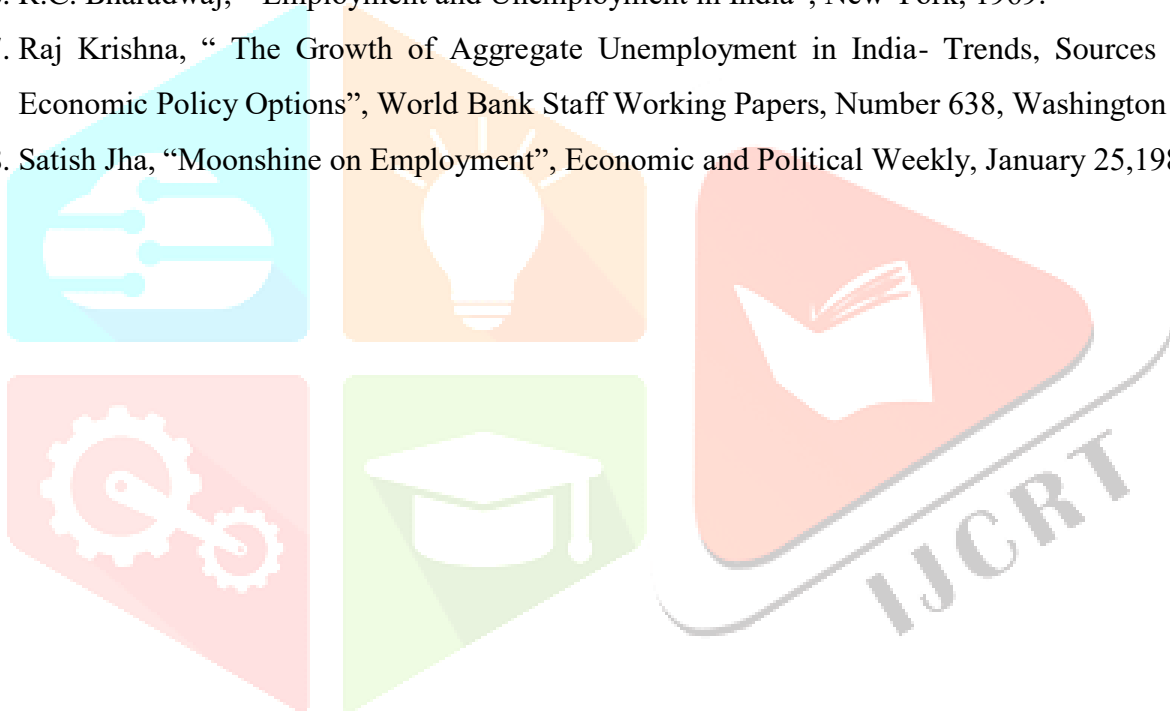 . R.C. Bharadwaj, “ Employment and Unemployment in India”, New York, 1969.
. Raj Krishna, “ The Growth of Aggregate Unemployment in India- Trends, Sources
Economic Policy Options”, World Bank Staff Working Papers, Number 638, Washington
. Satish Jha, “Moonshine on Employment”, Economic and Political Weekly, January 25,198
IJCRT